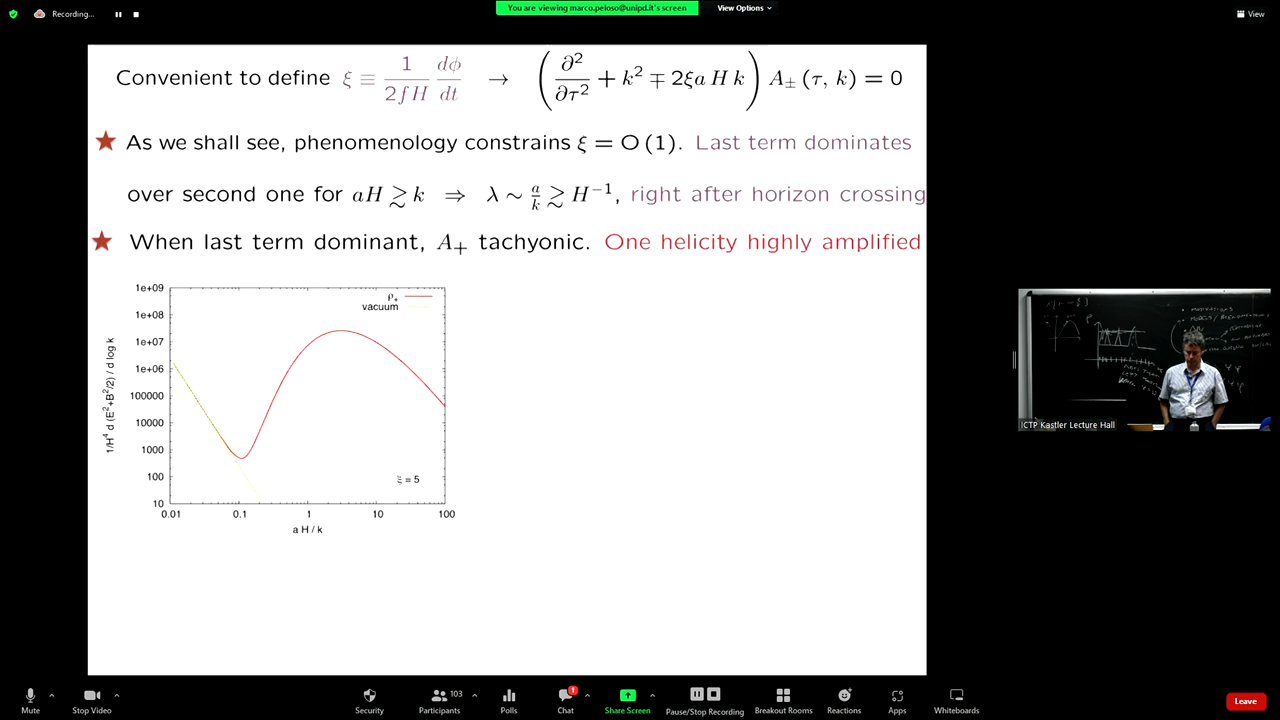 Recording...
You are viewing marco.peloso@unipd.it's screen
View Options
View
Convenient to define ξ ≡ 1/(2fH) dϕ/dt → (∂²/∂τ² + k² ∓ 2ξa H k) A± (τ, k) = 0
★ As we shall see, phenomenology constrains ξ = O (1). Last term dominates
over second one for aH ≳ k ⇒ λ ~ a/k ≳ H⁻¹, right after horizon crossing
★ When last term dominant, A₊ tachyonic. One helicity highly amplified
1/H⁴ d (E²+B²/2) / d log k
1e+09
1e+08
1e+07
1e+06
100000
10000
1000
100
10
ρ₊
vacuum
ξ = 5
0.01 0.1 1 10 100
a H / k
MOTIVATIONS
ICTP Kastler Lecture Hall
Mute
Stop Video
Security
103
Participants
Polls
1
Chat
Share Screen
Pause/Stop Recording
Breakout Rooms
Reactions
Apps
Whiteboards
Leave